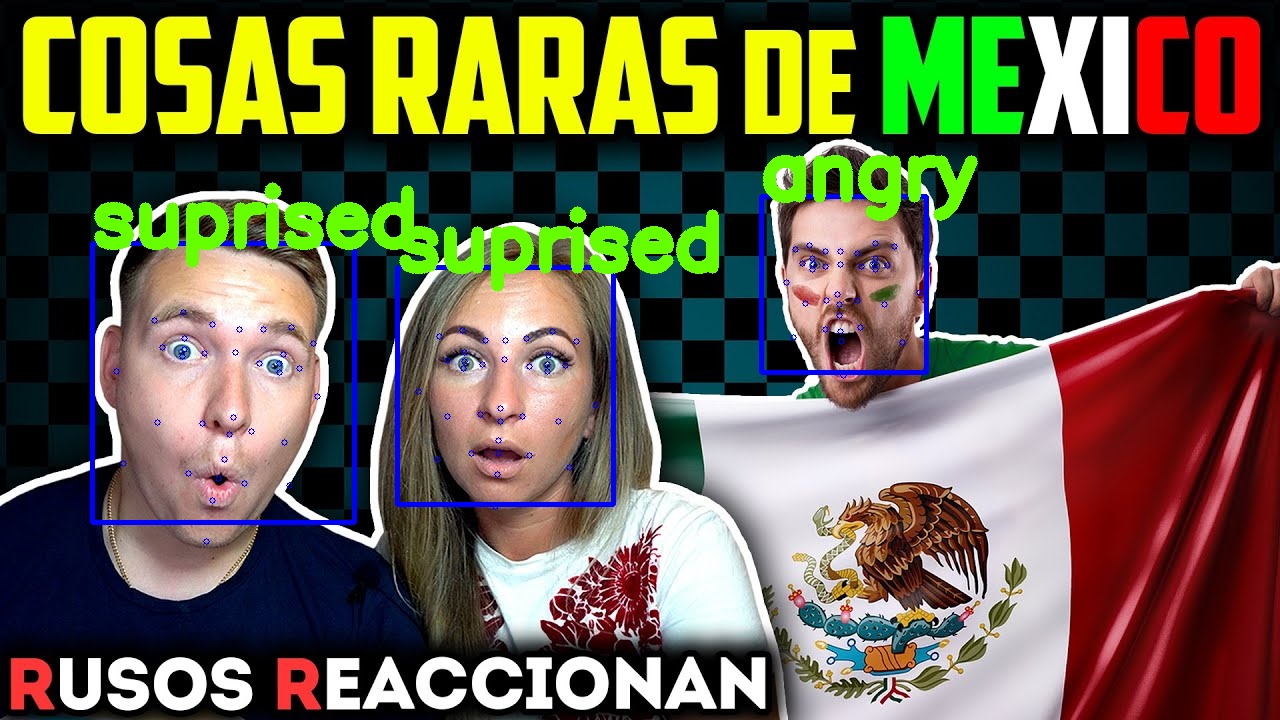 COSAS RARAS DE MEXICO
angry
suprised
suprised
RUSOS REACCIONAN